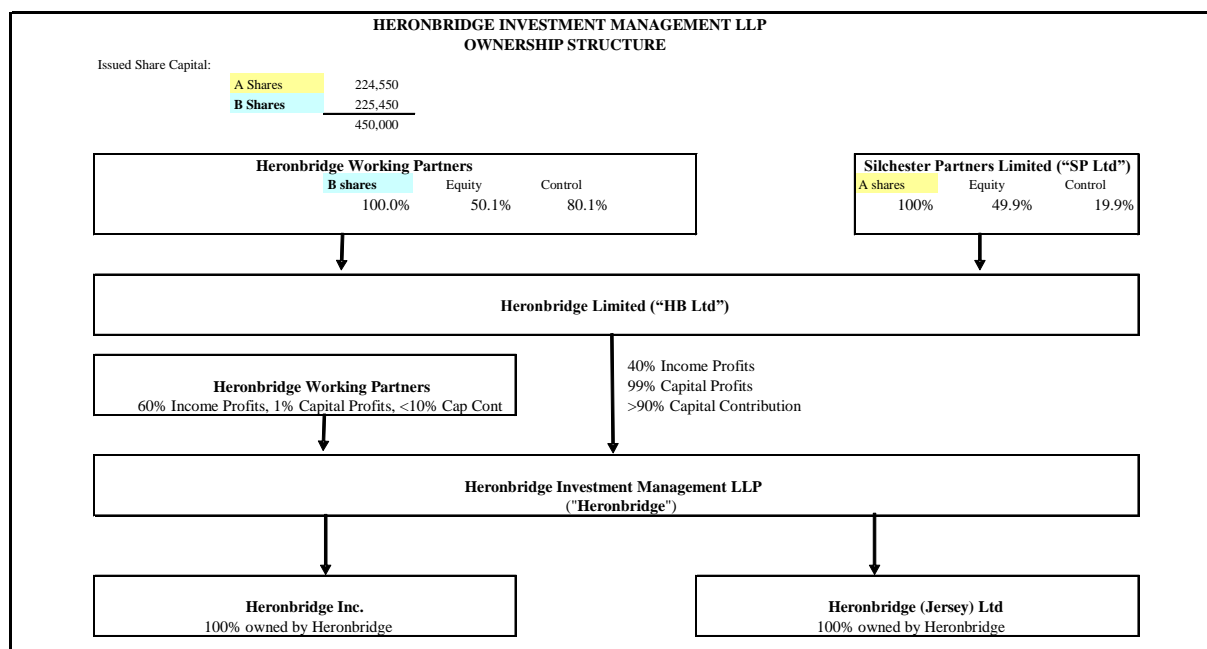 HERONBRIDGE INVESTMENT MANAGEMENT LLP
OWNERSHIP STRUCTURE
Issued Share Capital:
A Shares 224,550
B Shares 225,450
450,000
Heronbridge Working Partners
B shares Equity Control
100.0% 50.1% 80.1%
Silchester Partners Limited (“SP Ltd”)
A shares Equity Control
100% 49.9% 19.9%
Heronbridge Limited (“HB Ltd”)
Heronbridge Working Partners
60% Income Profits, 1% Capital Profits, <10% Cap Cont
40% Income Profits
99% Capital Profits
>90% Capital Contribution
Heronbridge Investment Management LLP
("Heronbridge")
Heronbridge Inc.
100% owned by Heronbridge
Heronbridge (Jersey) Ltd
100% owned by Heronbridge